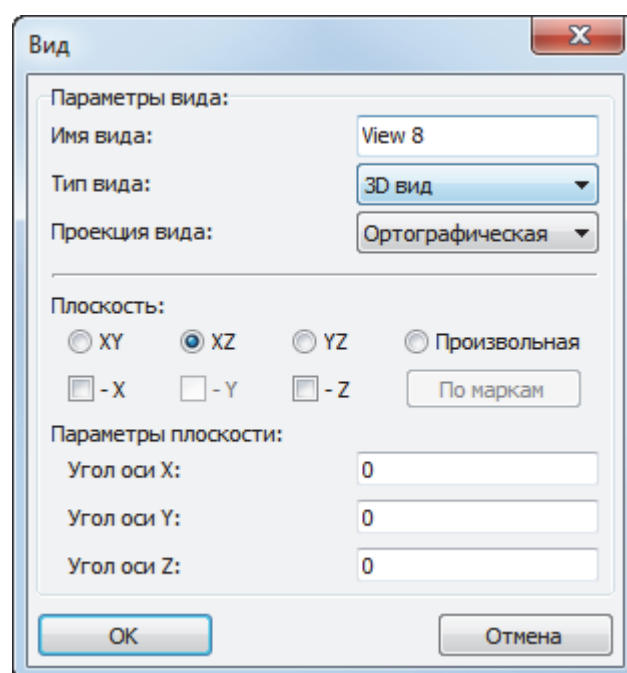 Вид
Параметры вида:
Имя вида: View 8
Тип вида: 3D вид
Проекция вида: Ортографическая
Плоскость:
XY XZ YZ Произвольная
- X - Y - Z По маркам
Параметры плоскости:
Угол оси X: 0
Угол оси Y: 0
Угол оси Z: 0
OK Отмена